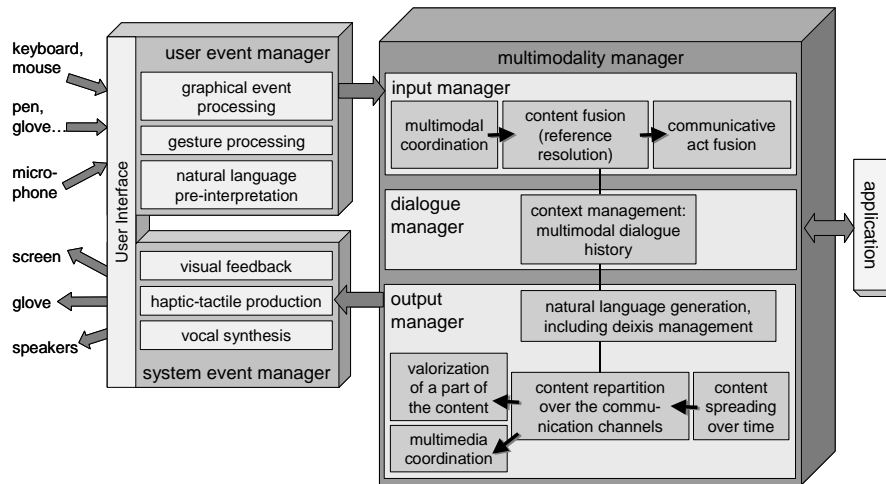 keyboard,
mouse
pen,
glove...
micro-
phone
screen
glove
speakers
User Interface
user event manager
graphical event
processing
gesture processing
natural language
pre-interpretation
visual feedback
haptic-tactile production
vocal synthesis
system event manager
multimodality manager
input manager
multimodal
coordination
content fusion
(reference
resolution)
communicative
act fusion
dialogue
manager
context management:
multimodal dialogue
history
output
manager
natural language generation,
including deixis management
valorization
of a part of
the content
content repartition
over the commu-
nication channels
content
spreading
over time
multimedia
coordination
application